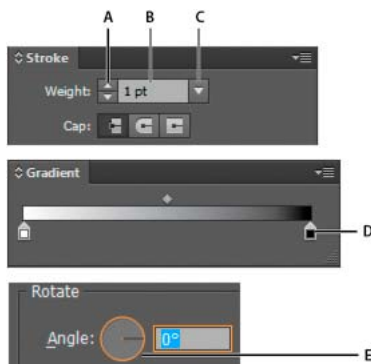 A B C
Stroke
Weight: 1 pt
Cap:
Gradient
D
Rotate
Angle: 0°
E